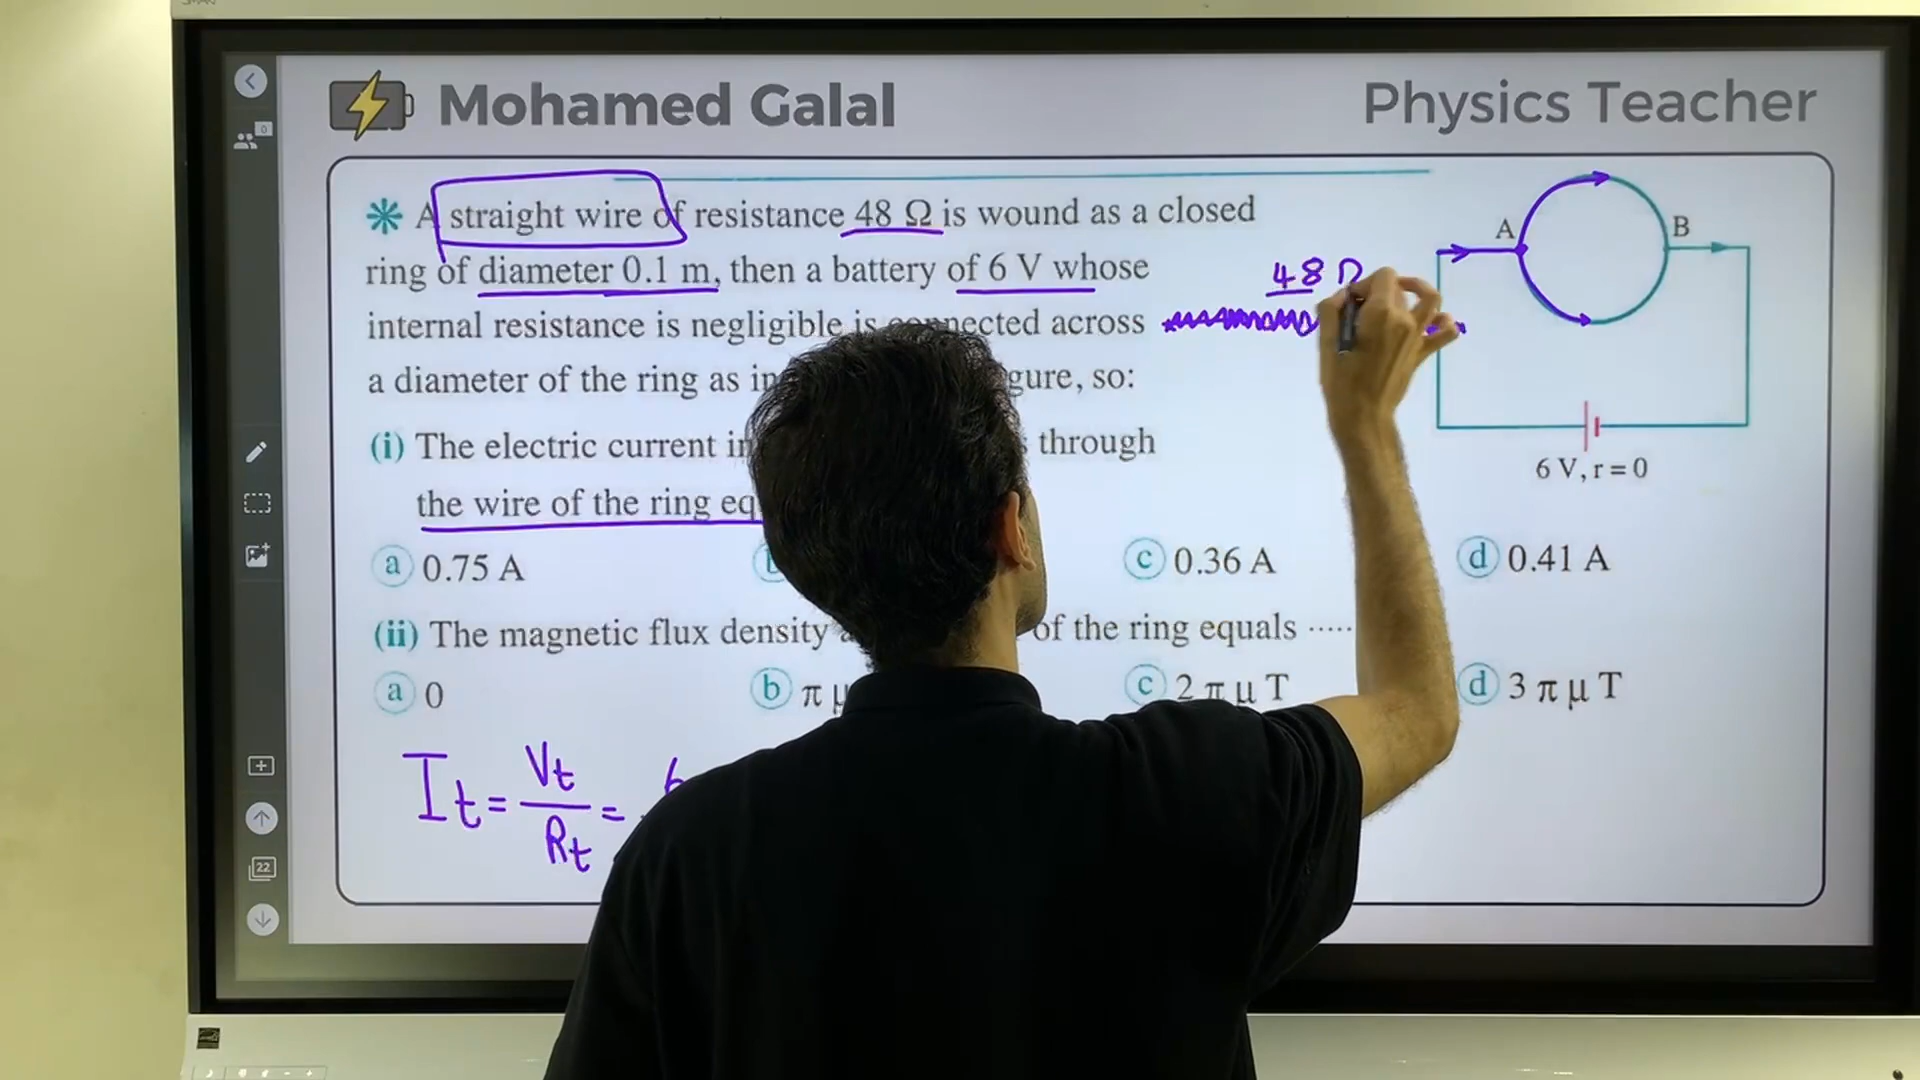 Mohamed Galal
Physics Teacher
A straight wire of resistance 48 Ω is wound as a closed
ring of diameter 0.1 m, then a battery of 6 V whose
internal resistance is negligible is connected across
a diameter of the ring as in gure, so:
(i) The electric current in through
the wire of the ring eq
a 0.75 A
c 0.36 A
d 0.41 A
(ii) The magnetic flux density of the ring equals .....
a 0
b π μ
c 2 π μ T
d 3 π μ T
A
B
6 V, r = 0
48 Ω
It = Vt / Rt = 6
0
22